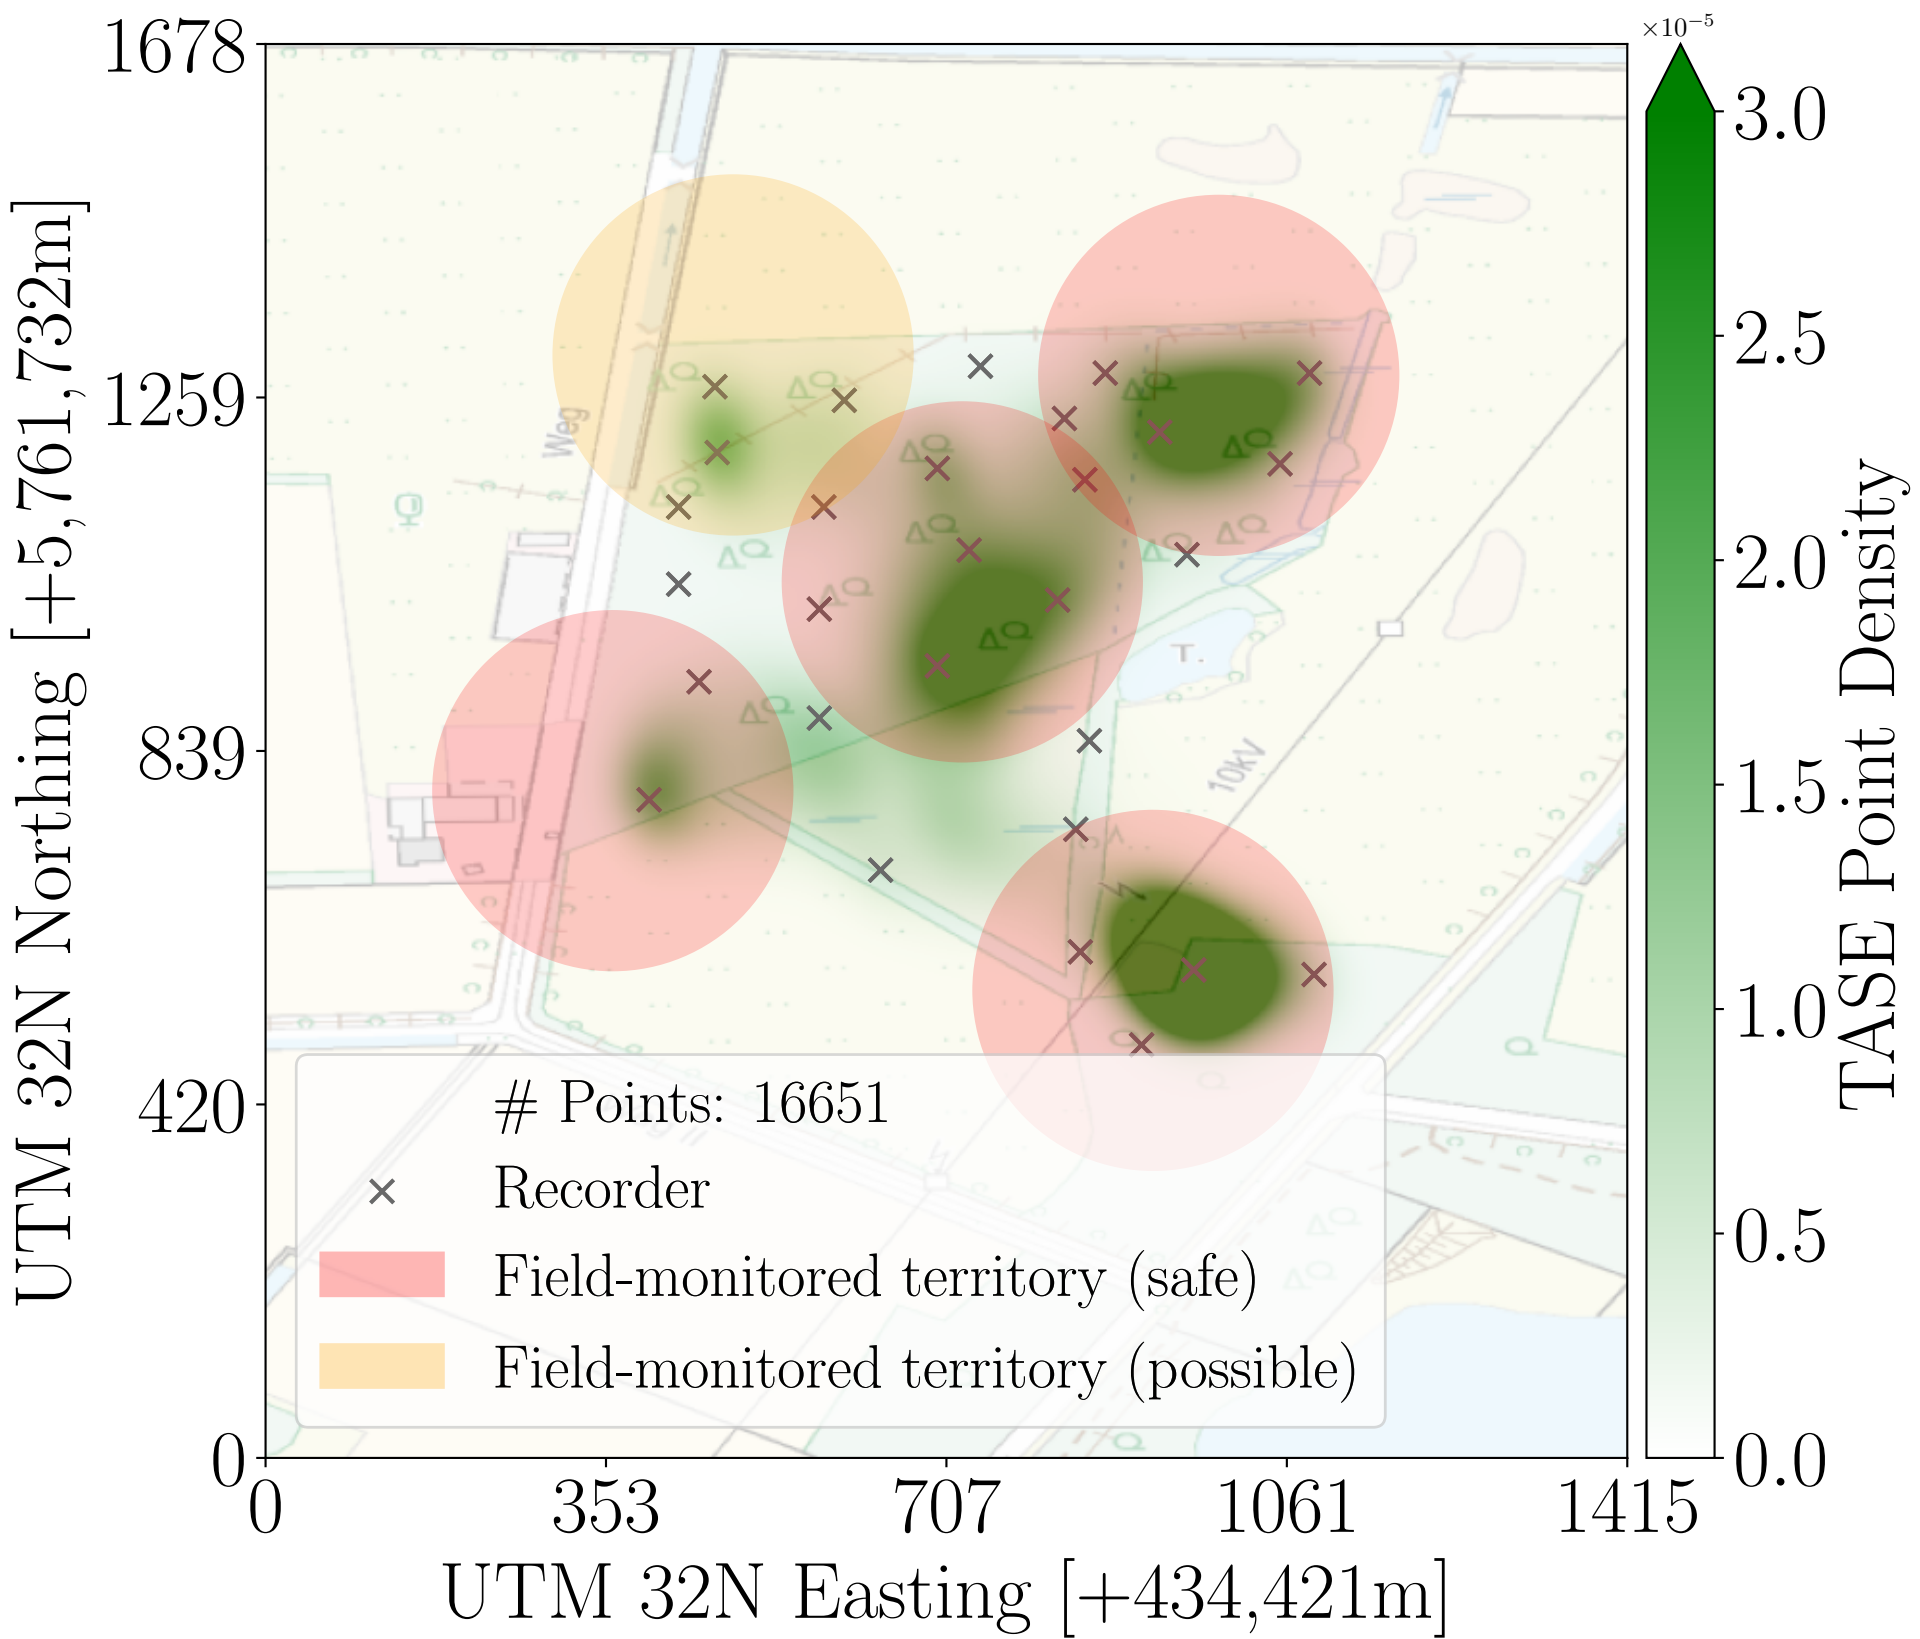 ×10⁻⁵
1678
1259
839
420
0
UTM 32N Northing [+5,761,732m]
0
353
707
1061
1415
UTM 32N Easting [+434,421m]
3.0
2.5
2.0
1.5
1.0
0.5
0.0
TASE Point Density
Weg
T.
10kV
# Points: 16651
Recorder
Field-monitored territory (safe)
Field-monitored territory (possible)